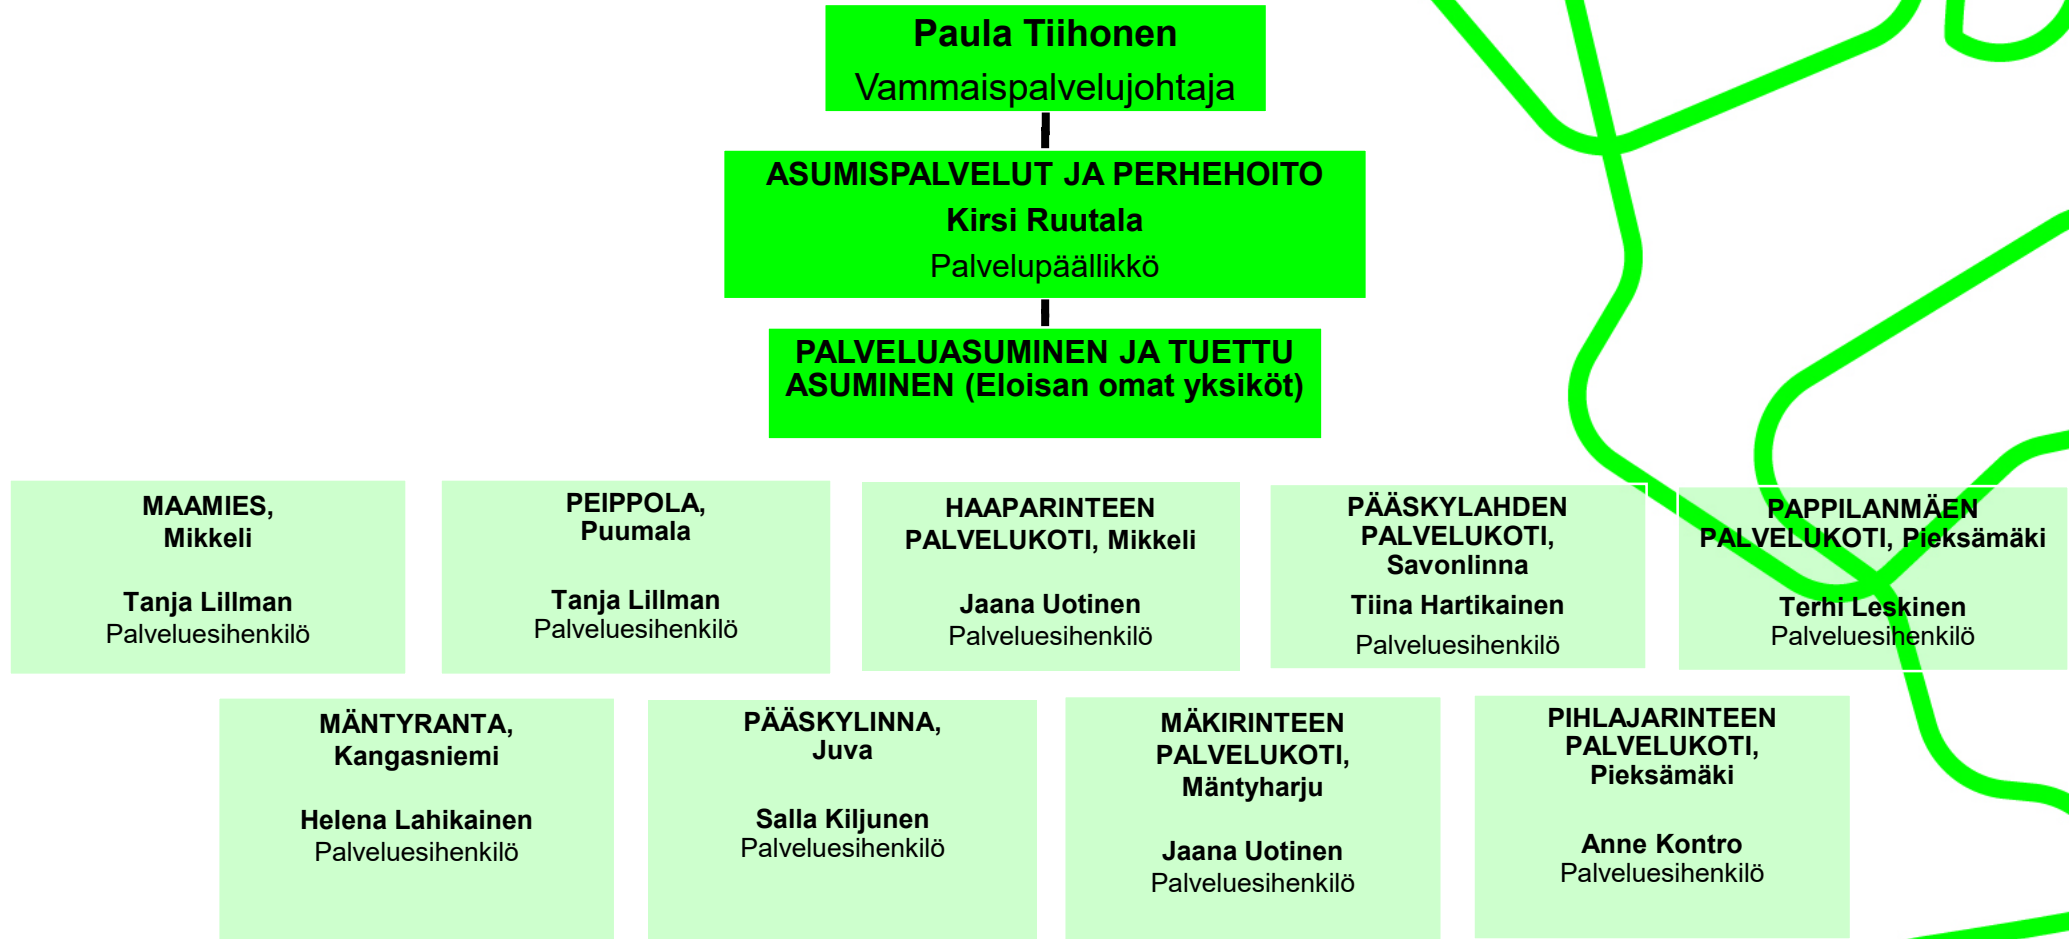 Paula Tiihonen
Vammaispalvelujohtaja
ASUMISPALVELUT JA PERHEHOITO
Kirsi Ruutala
Palvelupäällikkö
PALVELUASUMINEN JA TUETTU
ASUMINEN (Eloisan omat yksiköt)
MAAMIES,
Mikkeli
Tanja Lillman
Palveluesihenkilö
PEIPPOLA,
Puumala
Tanja Lillman
Palveluesihenkilö
HAAPARINTEEN
PALVELUKOTI, Mikkeli
Jaana Uotinen
Palveluesihenkilö
PÄÄSKYLAHDEN
PALVELUKOTI,
Savonlinna
Tiina Hartikainen
Palveluesihenkilö
PAPPILANMÄEN
PALVELUKOTI, Pieksämäki
Terhi Leskinen
Palveluesihenkilö
MÄNTYRANTA,
Kangasniemi
Helena Lahikainen
Palveluesihenkilö
PÄÄSKYLINNA,
Juva
Salla Kiljunen
Palveluesihenkilö
MÄKIRINTEEN
PALVELUKOTI,
Mäntyharju
Jaana Uotinen
Palveluesihenkilö
PIHLAJARINTEEN
PALVELUKOTI,
Pieksämäki
Anne Kontro
Palveluesihenkilö